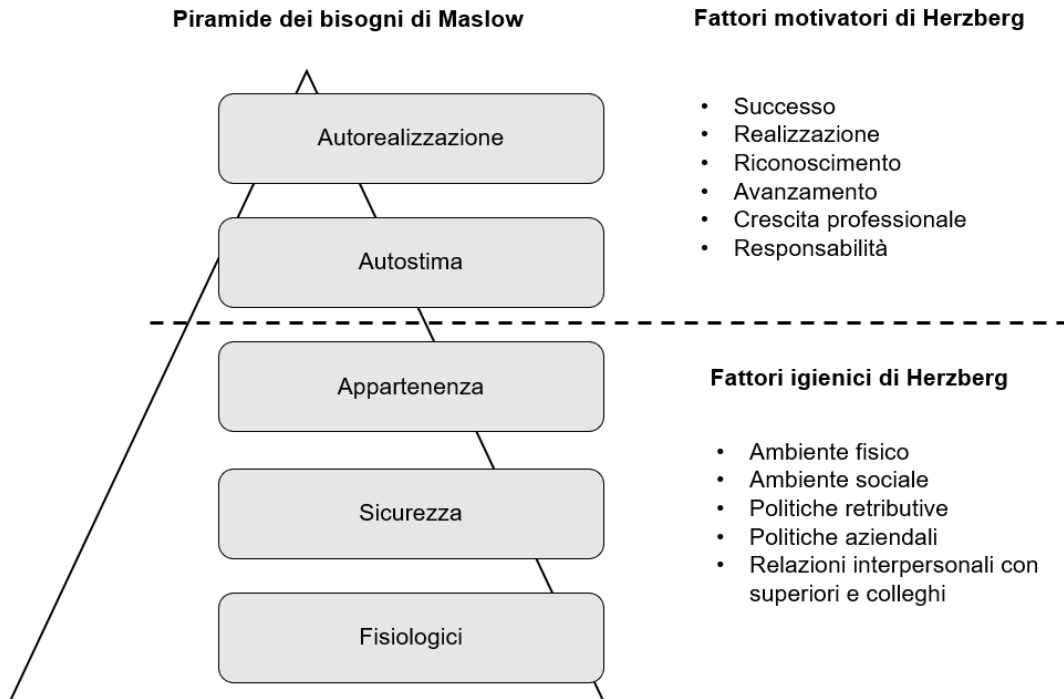 Piramide dei bisogni di Maslow
Autorealizzazione
Autostima
Appartenenza
Sicurezza
Fisiologici
Fattori motivatori di Herzberg
• Successo
• Realizzazione
• Riconoscimento
• Avanzamento
• Crescita professionale
• Responsabilità
Fattori igienici di Herzberg
• Ambiente fisico
• Ambiente sociale
• Politiche retributive
• Politiche aziendali
• Relazioni interpersonali con
superiori e colleghi